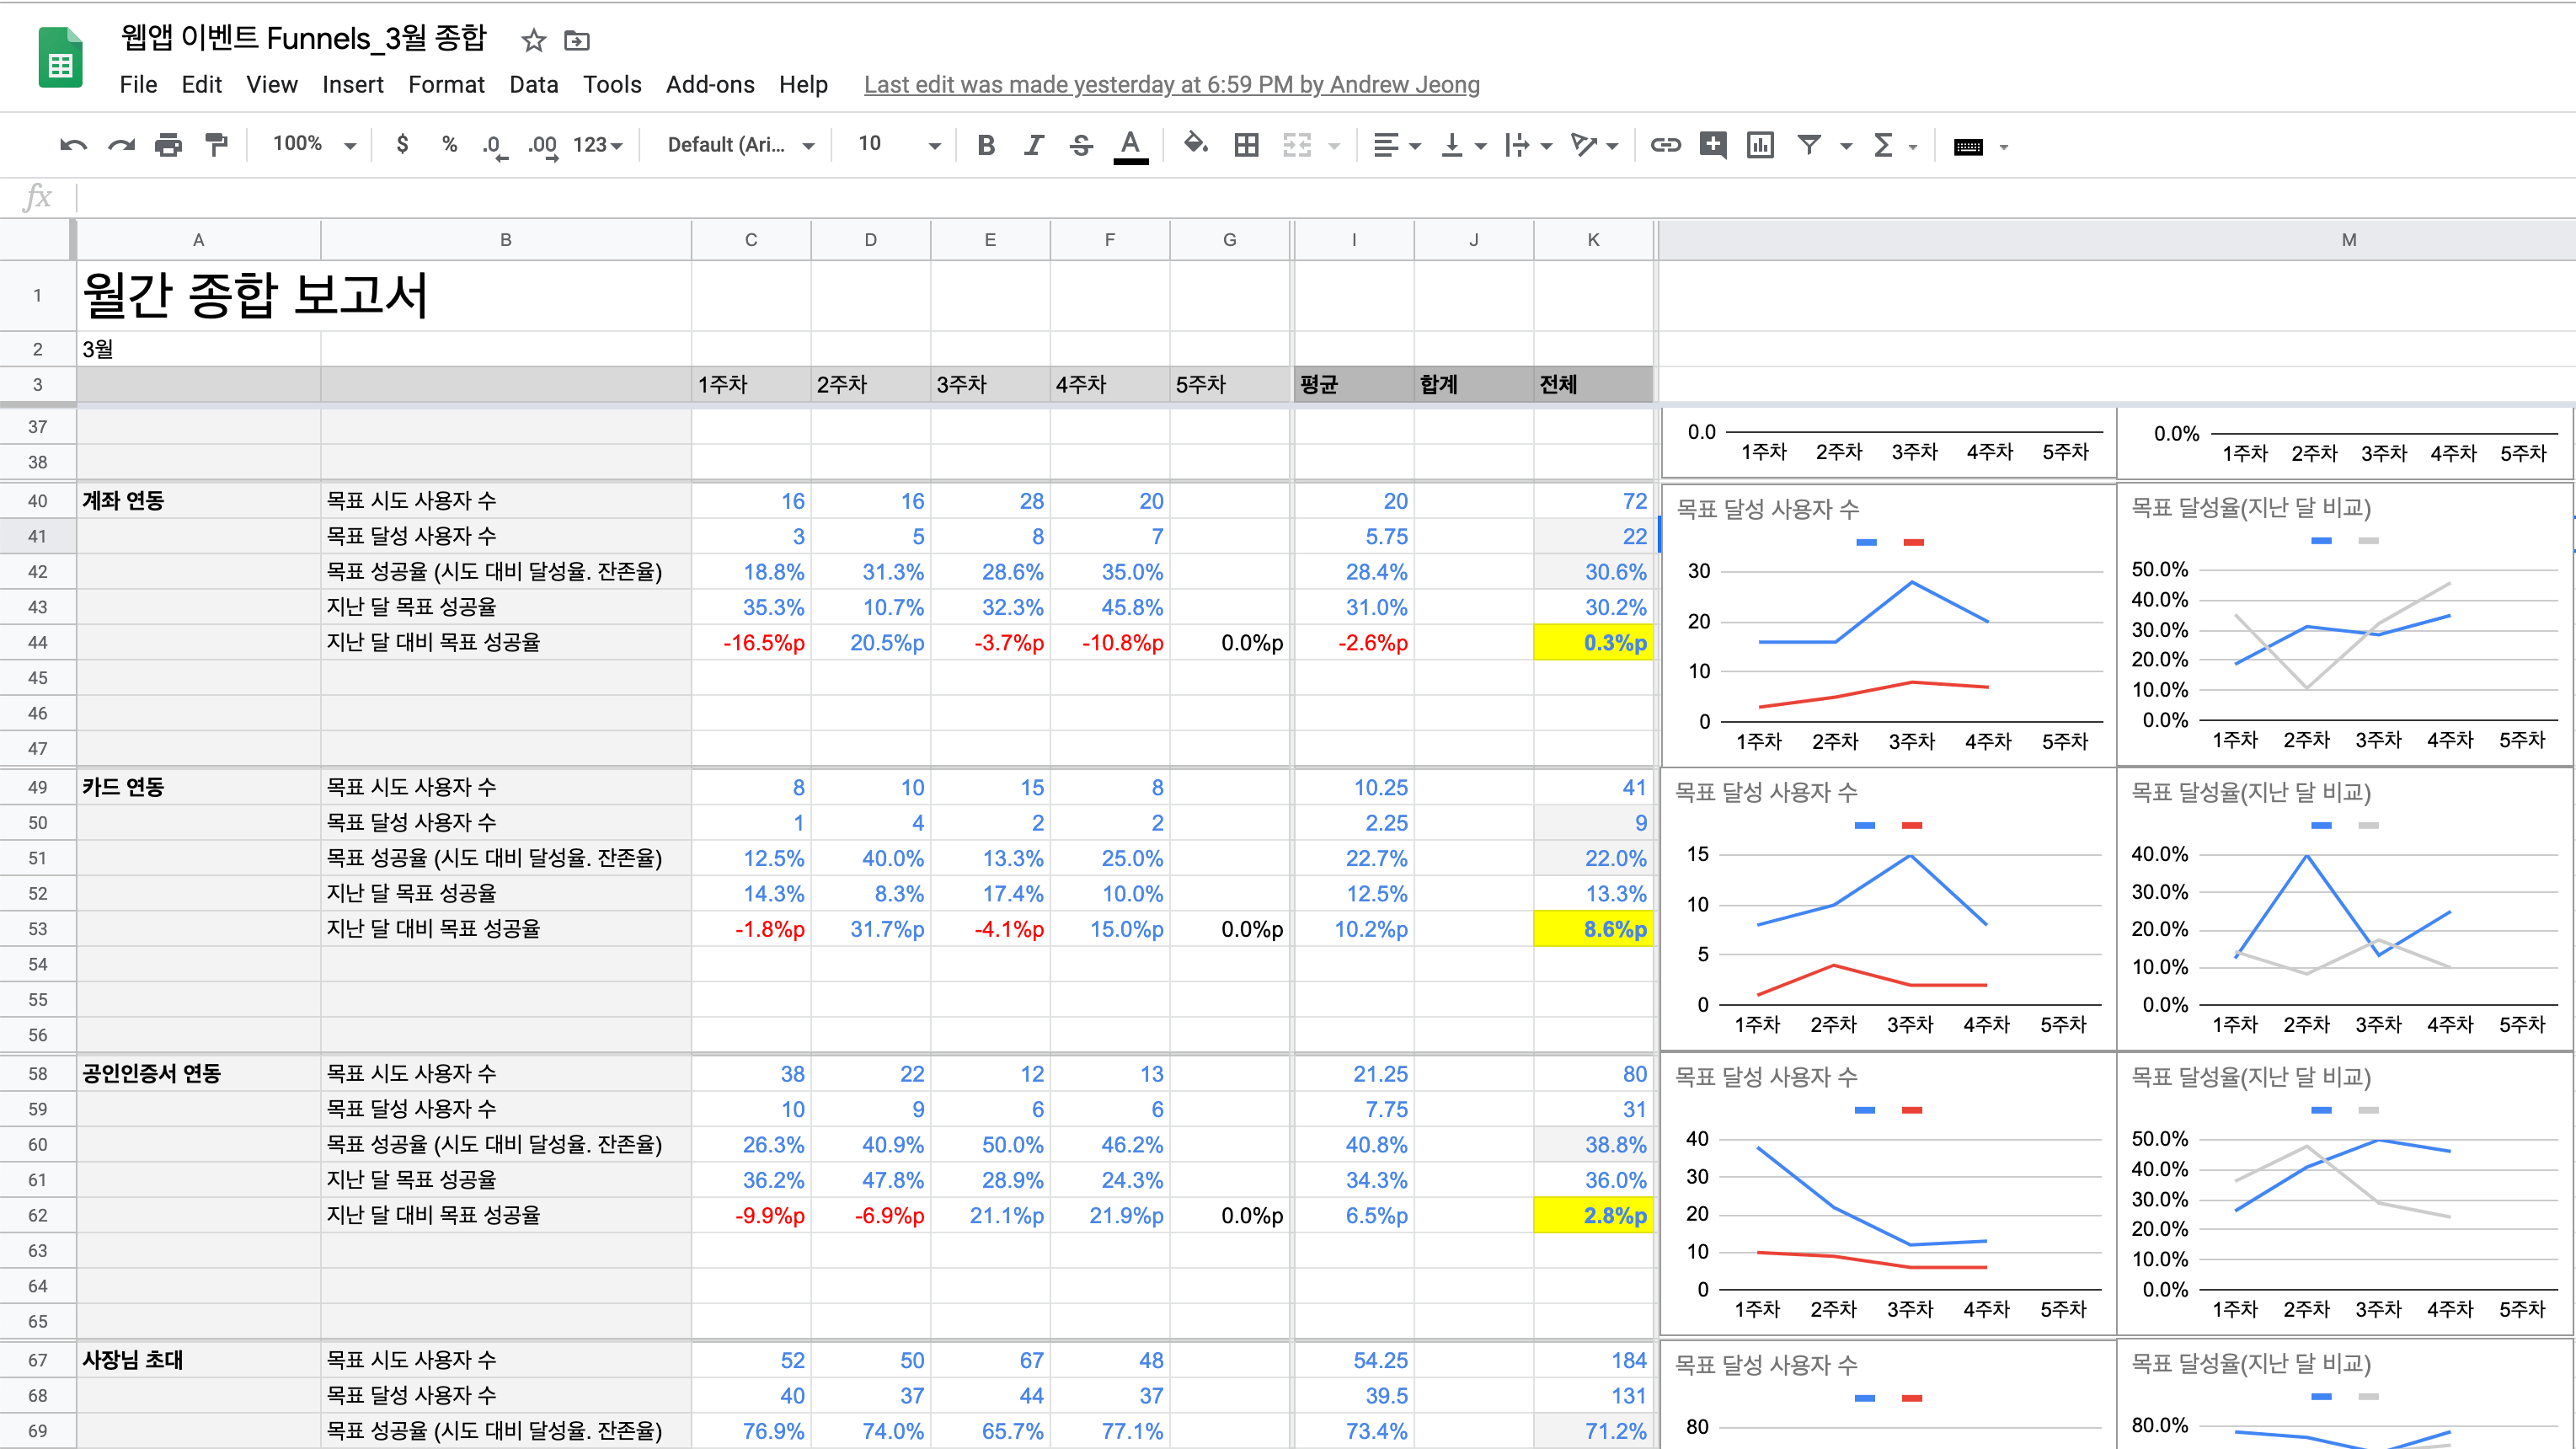 웹앱 이벤트 Funnels_3월 종합
File Edit View Insert Format Data Tools Add-ons Help Last edit was made yesterday at 6:59 PM by Andrew Jeong
100% $ % .0 .00 123 Default (Ari... 10 B I S A
fx
A B C D E F G I J K M
1 월간 종합 보고서
2 3월
3 1주차 2주차 3주차 4주차 5주차 평균 합계 전체
37
38
40 계좌 연동 목표 시도 사용자 수 16 16 28 20 20 72
41 목표 달성 사용자 수 3 5 8 7 5.75 22
42 목표 성공율 (시도 대비 달성율. 잔존율) 18.8% 31.3% 28.6% 35.0% 28.4% 30.6%
43 지난 달 목표 성공율 35.3% 10.7% 32.3% 45.8% 31.0% 30.2%
44 지난 달 대비 목표 성공율 -16.5%p 20.5%p -3.7%p -10.8%p 0.0%p -2.6%p 0.3%p
45
46
47
49 카드 연동 목표 시도 사용자 수 8 10 15 8 10.25 41
50 목표 달성 사용자 수 1 4 2 2 2.25 9
51 목표 성공율 (시도 대비 달성율. 잔존율) 12.5% 40.0% 13.3% 25.0% 22.7% 22.0%
52 지난 달 목표 성공율 14.3% 8.3% 17.4% 10.0% 12.5% 13.3%
53 지난 달 대비 목표 성공율 -1.8%p 31.7%p -4.1%p 15.0%p 0.0%p 10.2%p 8.6%p
54
55
56
58 공인인증서 연동 목표 시도 사용자 수 38 22 12 13 21.25 80
59 목표 달성 사용자 수 10 9 6 6 7.75 31
60 목표 성공율 (시도 대비 달성율. 잔존율) 26.3% 40.9% 50.0% 46.2% 40.8% 38.8%
61 지난 달 목표 성공율 36.2% 47.8% 28.9% 24.3% 34.3% 36.0%
62 지난 달 대비 목표 성공율 -9.9%p -6.9%p 21.1%p 21.9%p 0.0%p 6.5%p 2.8%p
63
64
65
67 사장님 초대 목표 시도 사용자 수 52 50 67 48 54.25 184
68 목표 달성 사용자 수 40 37 44 37 39.5 131
69 목표 성공율 (시도 대비 달성율. 잔존율) 76.9% 74.0% 65.7% 77.1% 73.4% 71.2%
0.0
1주차 2주차 3주차 4주차 5주차
0.0%
1주차 2주차 3주차 4주차 5주차
목표 달성 사용자 수
30
20
10
0
1주차 2주차 3주차 4주차 5주차
목표 달성율(지난 달 비교)
50.0%
40.0%
30.0%
20.0%
10.0%
0.0%
1주차 2주차 3주차 4주차 5주차
목표 달성 사용자 수
15
10
5
0
1주차 2주차 3주차 4주차 5주차
목표 달성율(지난 달 비교)
40.0%
30.0%
20.0%
10.0%
0.0%
1주차 2주차 3주차 4주차 5주차
목표 달성 사용자 수
40
30
20
10
0
1주차 2주차 3주차 4주차 5주차
목표 달성율(지난 달 비교)
50.0%
40.0%
30.0%
20.0%
10.0%
0.0%
1주차 2주차 3주차 4주차 5주차
목표 달성 사용자 수
80
목표 달성율(지난 달 비교)
80.0%